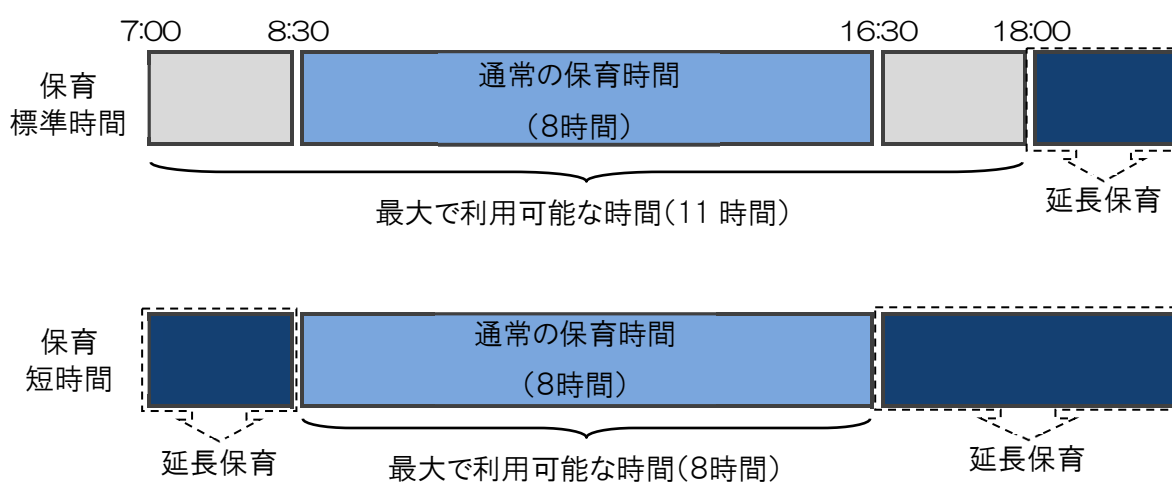 7:00 8:30 16:30 18:00
保育
標準時間
通常の保育時間
(8時間)
最大で利用可能な時間(11 時間)
延長保育
保育
短時間
通常の保育時間
(8時間)
延長保育
最大で利用可能な時間(8時間)
延長保育